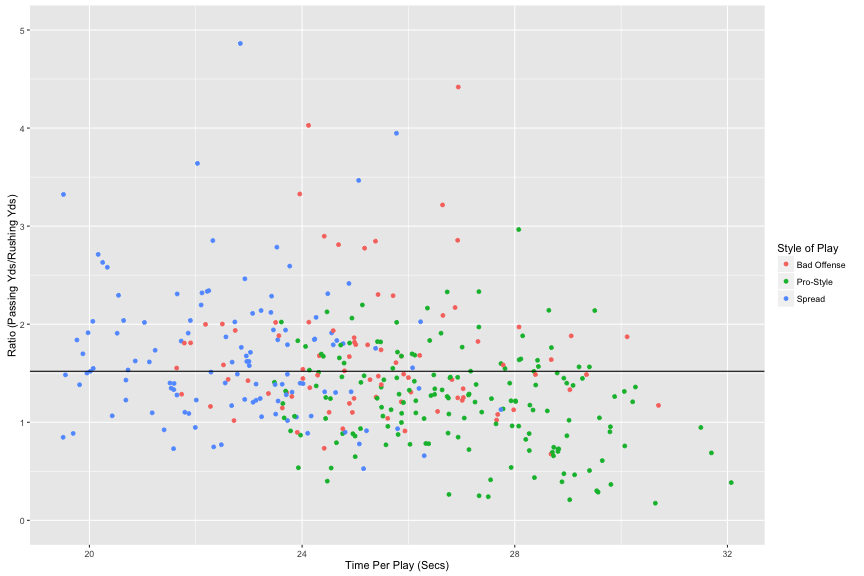 5
4
3
2
1
0
Ratio (Passing Yds/Rushing Yds)
20
24
28
32
Time Per Play (Secs)
Style of Play
Bad Offense
Pro-Style
Spread